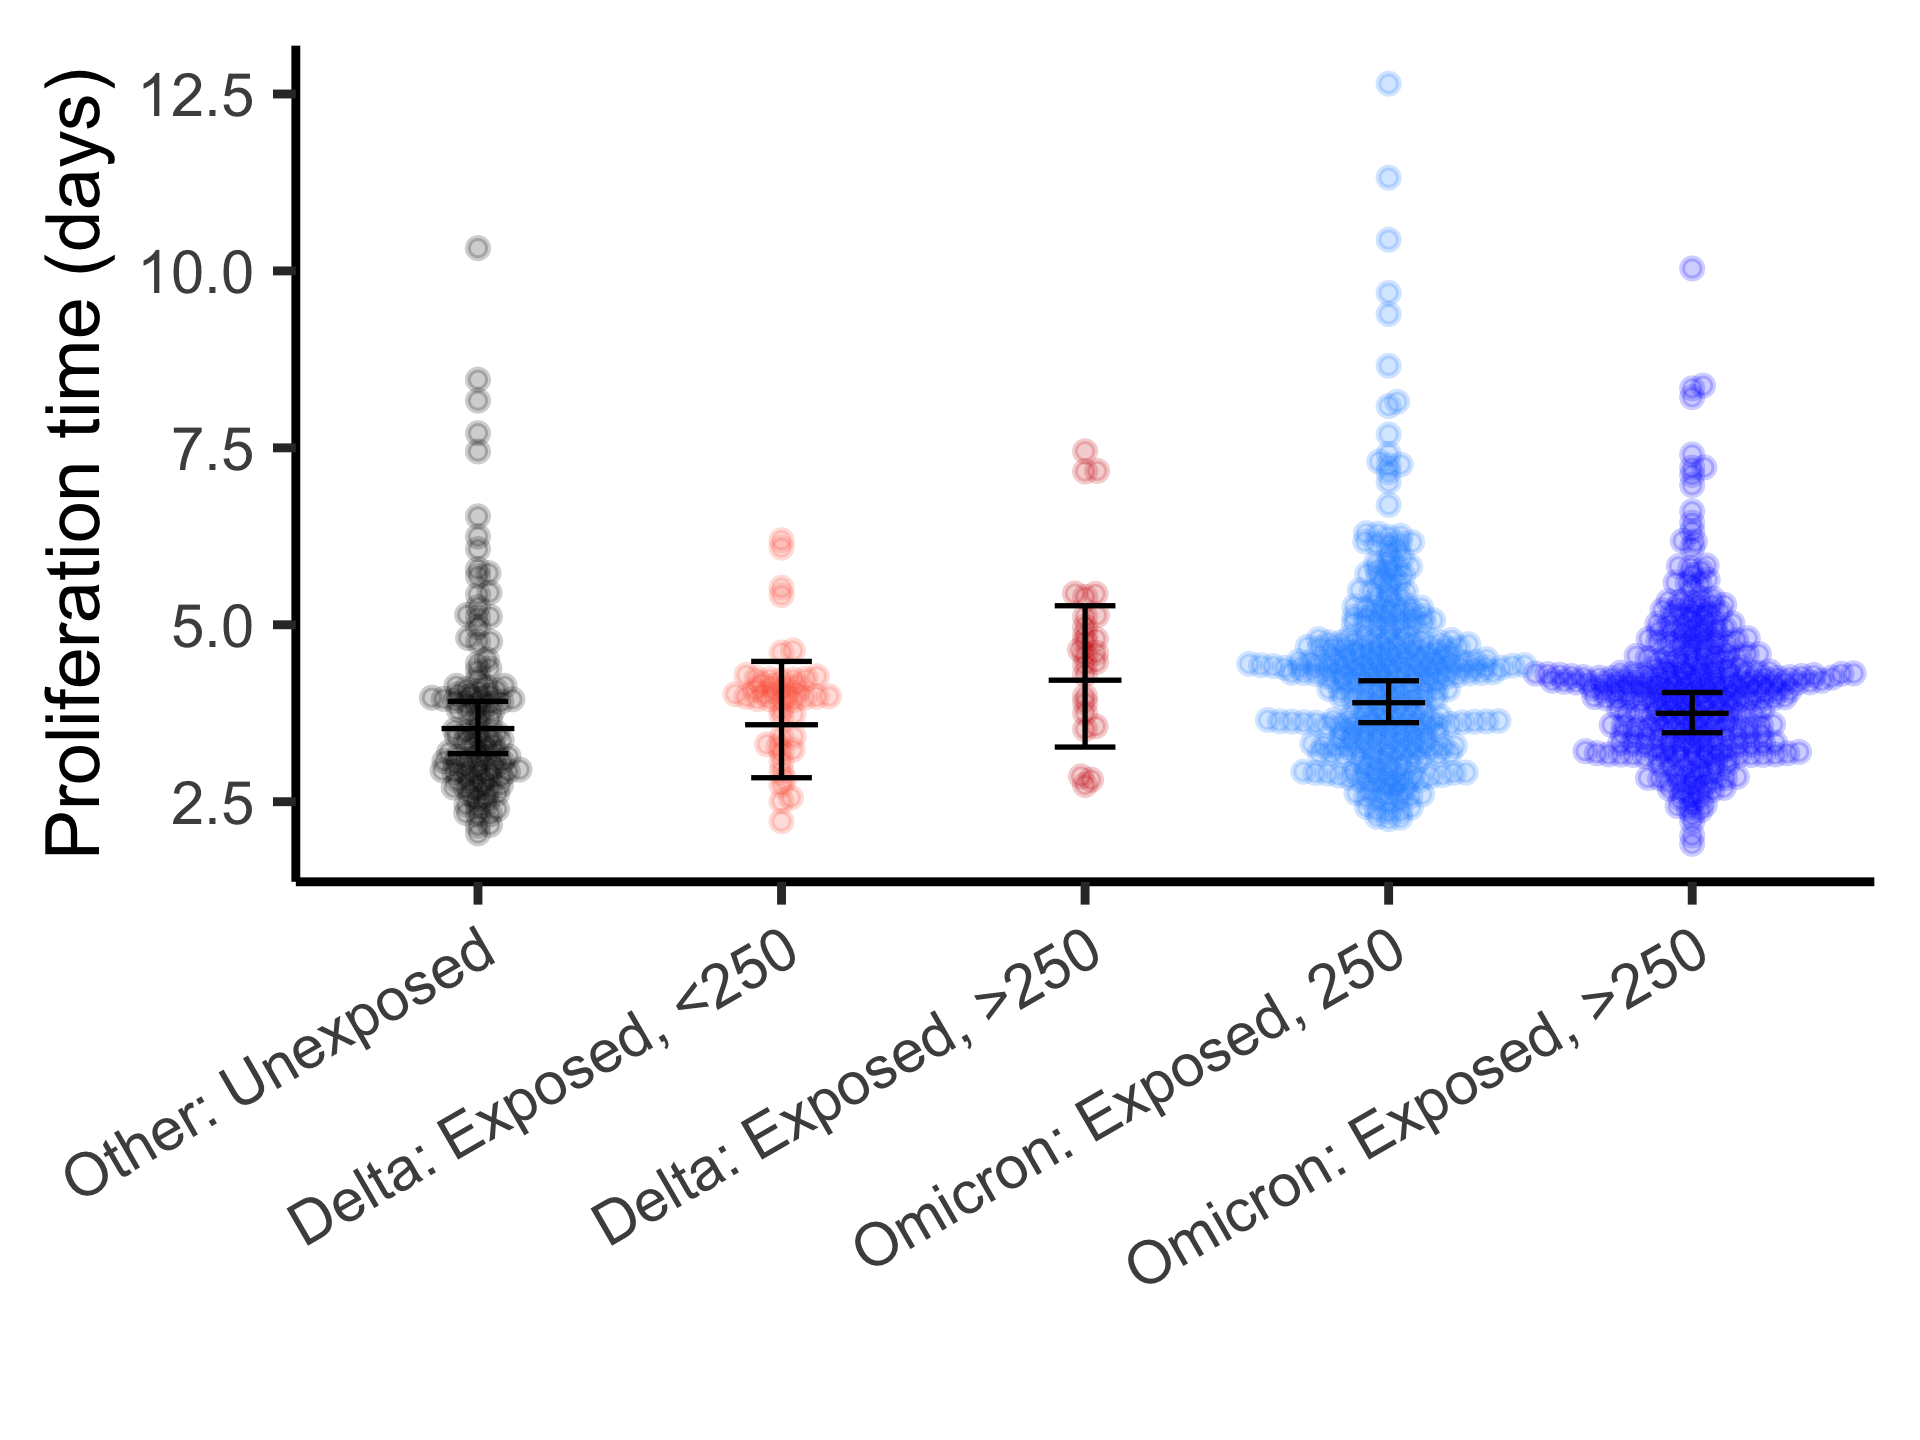 Proliferation time (days)
12.5
10.0
7.5
5.0
2.5
Other: Unexposed
Delta: Exposed, <250
Delta: Exposed, >250
Omicron: Exposed, 250
Omicron: Exposed, >250